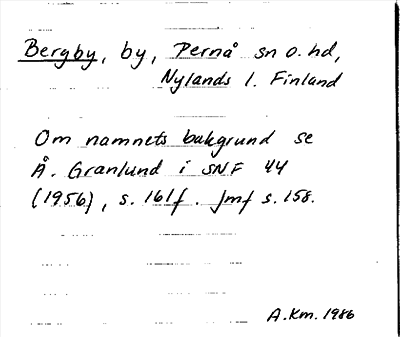 Bergby, by, Pernå sn o. hd,
Nylands l. Finland
Om namnets bakgrund se
Å. Granlund i SNF 44
(1956), s. 161 f. Jmf s. 158.
A.Km. 1986